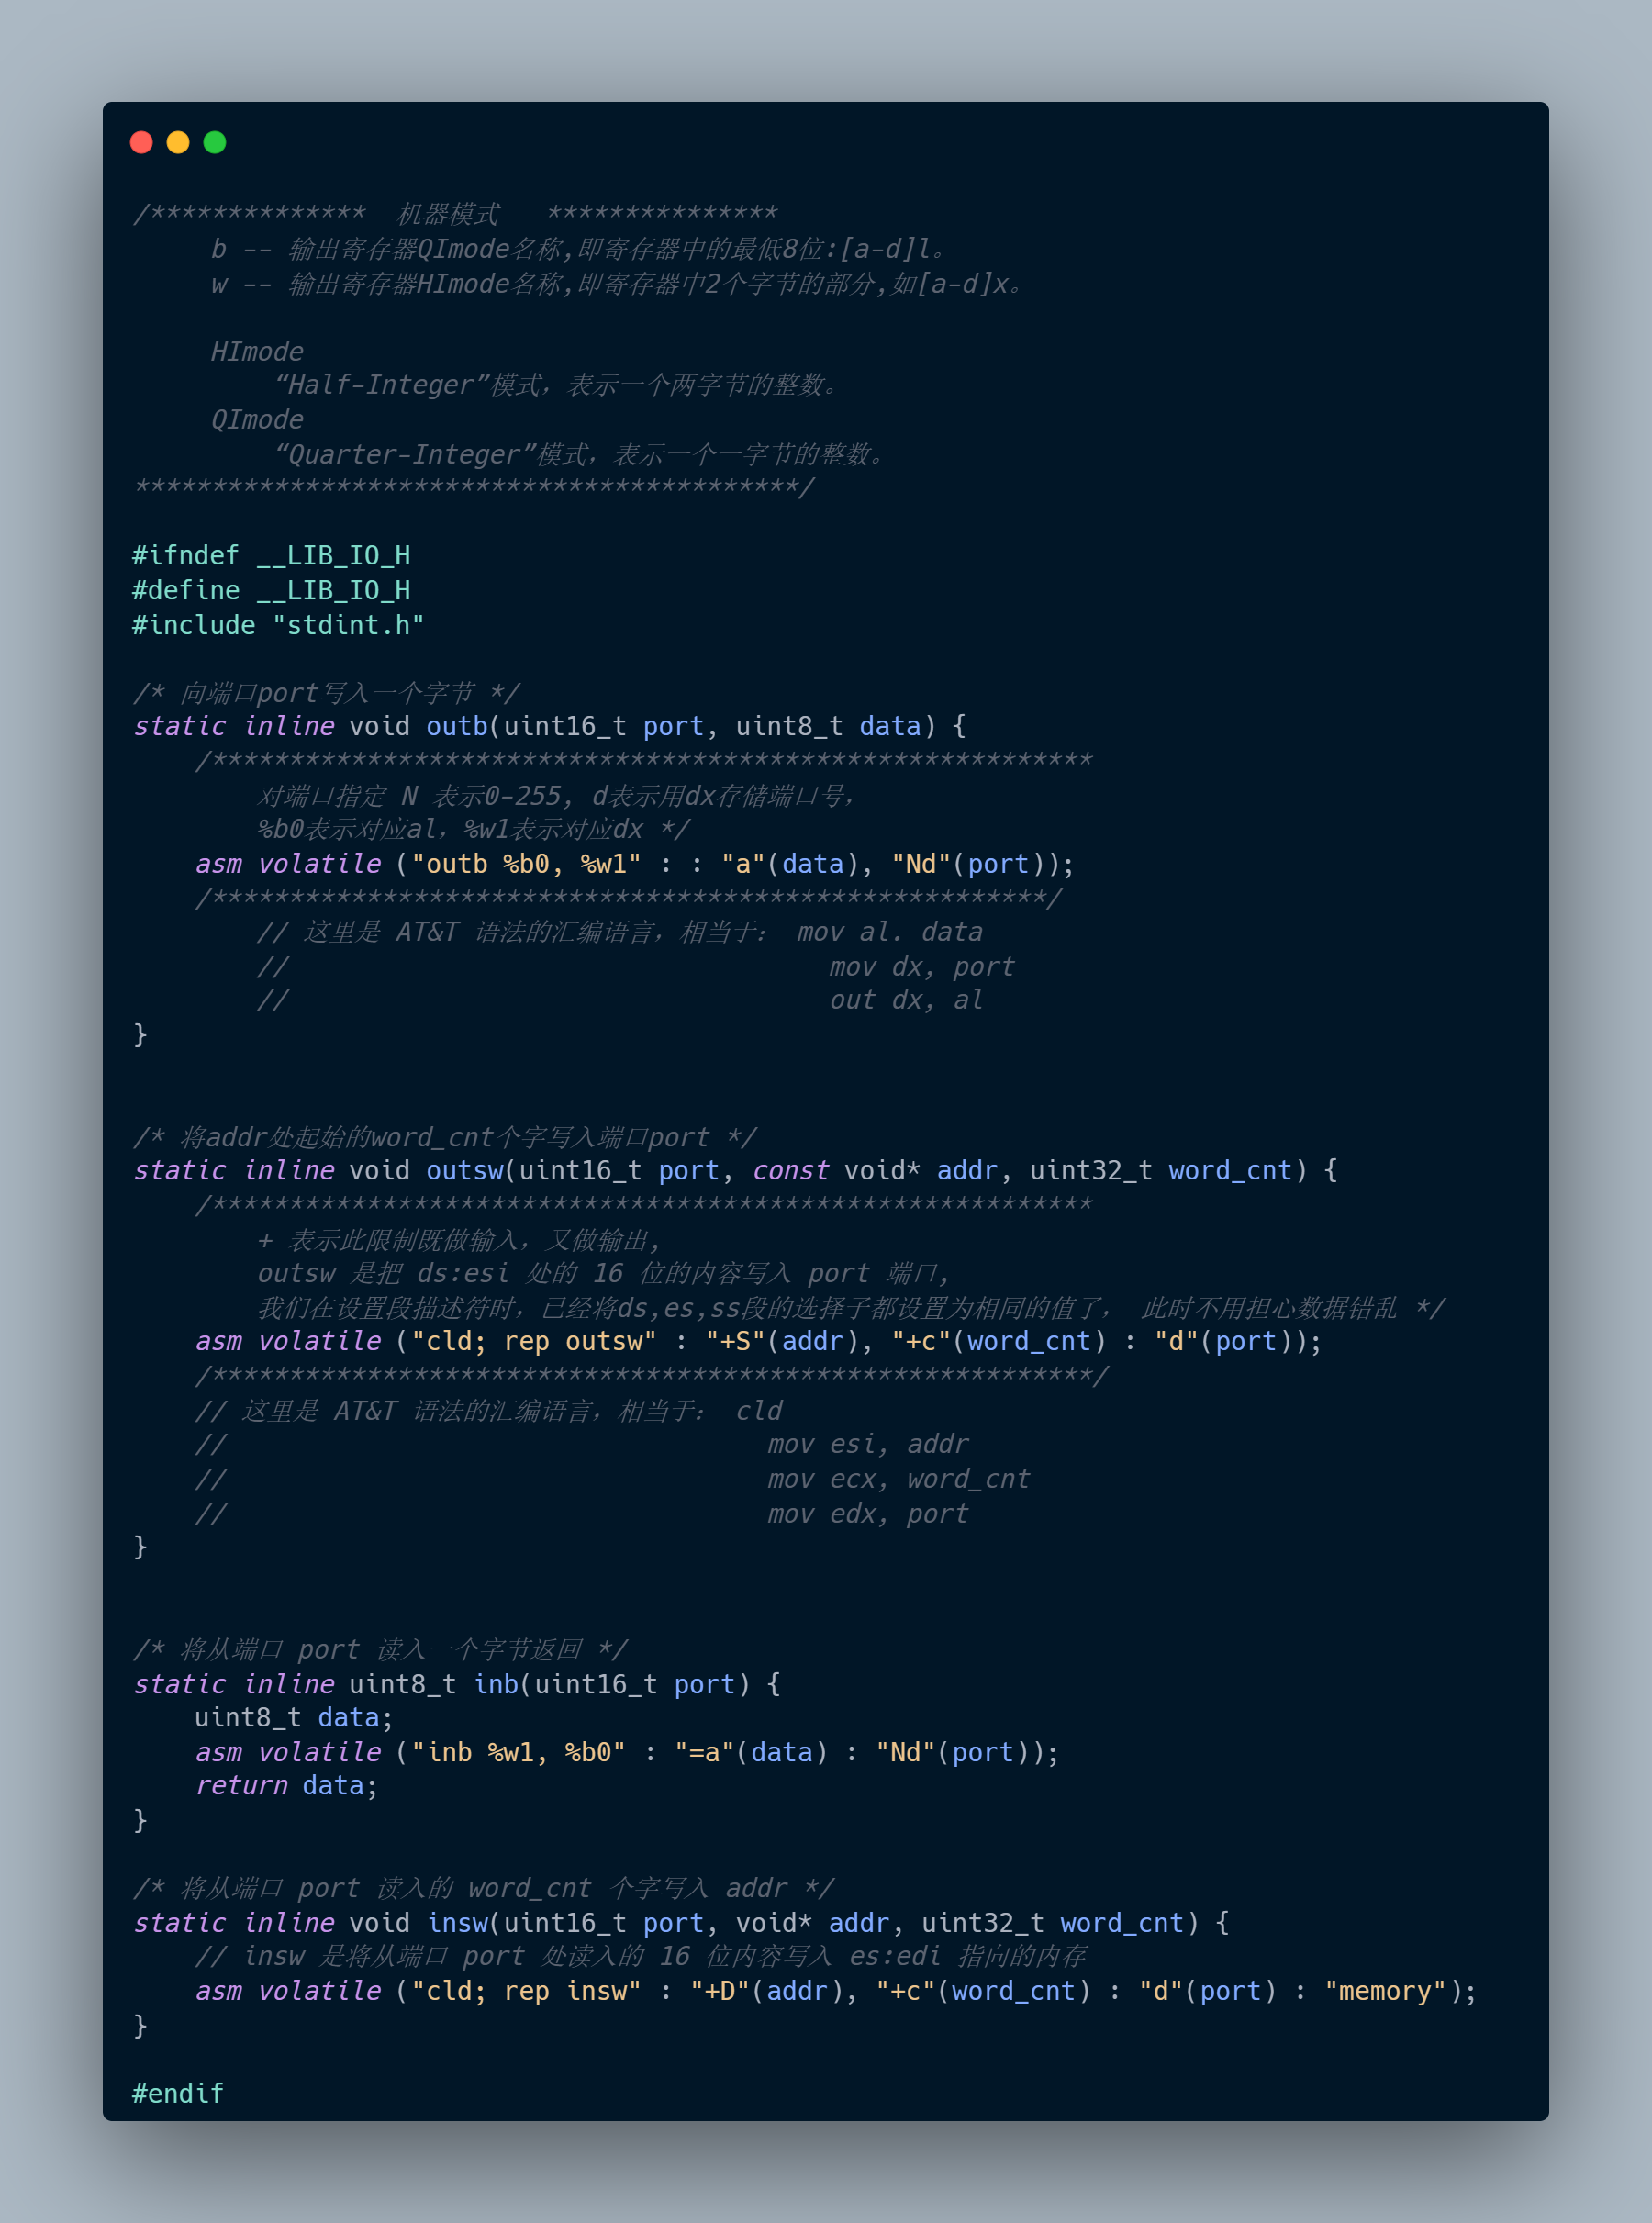 /************** 机器模式 ***************
b -- 输出寄存器QImode名称,即寄存器中的最低8位:[a-d]l。
w -- 输出寄存器HImode名称,即寄存器中2个字节的部分,如[a-d]x。
HImode
“Half-Integer”模式，表示一个两字节的整数。
QImode
“Quarter-Integer”模式，表示一个一字节的整数。
*******************************************/
#ifndef __LIB_IO_H
#define __LIB_IO_H
#include "stdint.h"
/* 向端口port写入一个字节 */
static inline void outb(uint16_t port, uint8_t data) {
/*********************************************************
对端口指定 N 表示0-255, d表示用dx存储端口号,
%b0表示对应al，%w1表示对应dx */
asm volatile ("outb %b0, %w1" : : "a"(data), "Nd"(port));
/******************************************************/
// 这里是 AT&T 语法的汇编语言，相当于： mov al. data
// mov dx, port
// out dx, al
}
/* 将addr处起始的word_cnt个字写入端口port */
static inline void outsw(uint16_t port, const void* addr, uint32_t word_cnt) {
/*********************************************************
+ 表示此限制既做输入，又做输出,
outsw 是把 ds:esi 处的 16 位的内容写入 port 端口,
我们在设置段描述符时，已经将ds,es,ss段的选择子都设置为相同的值了， 此时不用担心数据错乱 */
asm volatile ("cld; rep outsw" : "+S"(addr), "+c"(word_cnt) : "d"(port));
/*********************************************************/
// 这里是 AT&T 语法的汇编语言，相当于： cld
// mov esi, addr
// mov ecx, word_cnt
// mov edx, port
}
/* 将从端口 port 读入一个字节返回 */
static inline uint8_t inb(uint16_t port) {
uint8_t data;
asm volatile ("inb %w1, %b0" : "=a"(data) : "Nd"(port));
return data;
}
/* 将从端口 port 读入的 word_cnt 个字写入 addr */
static inline void insw(uint16_t port, void* addr, uint32_t word_cnt) {
// insw 是将从端口 port 处读入的 16 位内容写入 es:edi 指向的内存
asm volatile ("cld; rep insw" : "+D"(addr), "+c"(word_cnt) : "d"(port) : "memory");
}
#endif